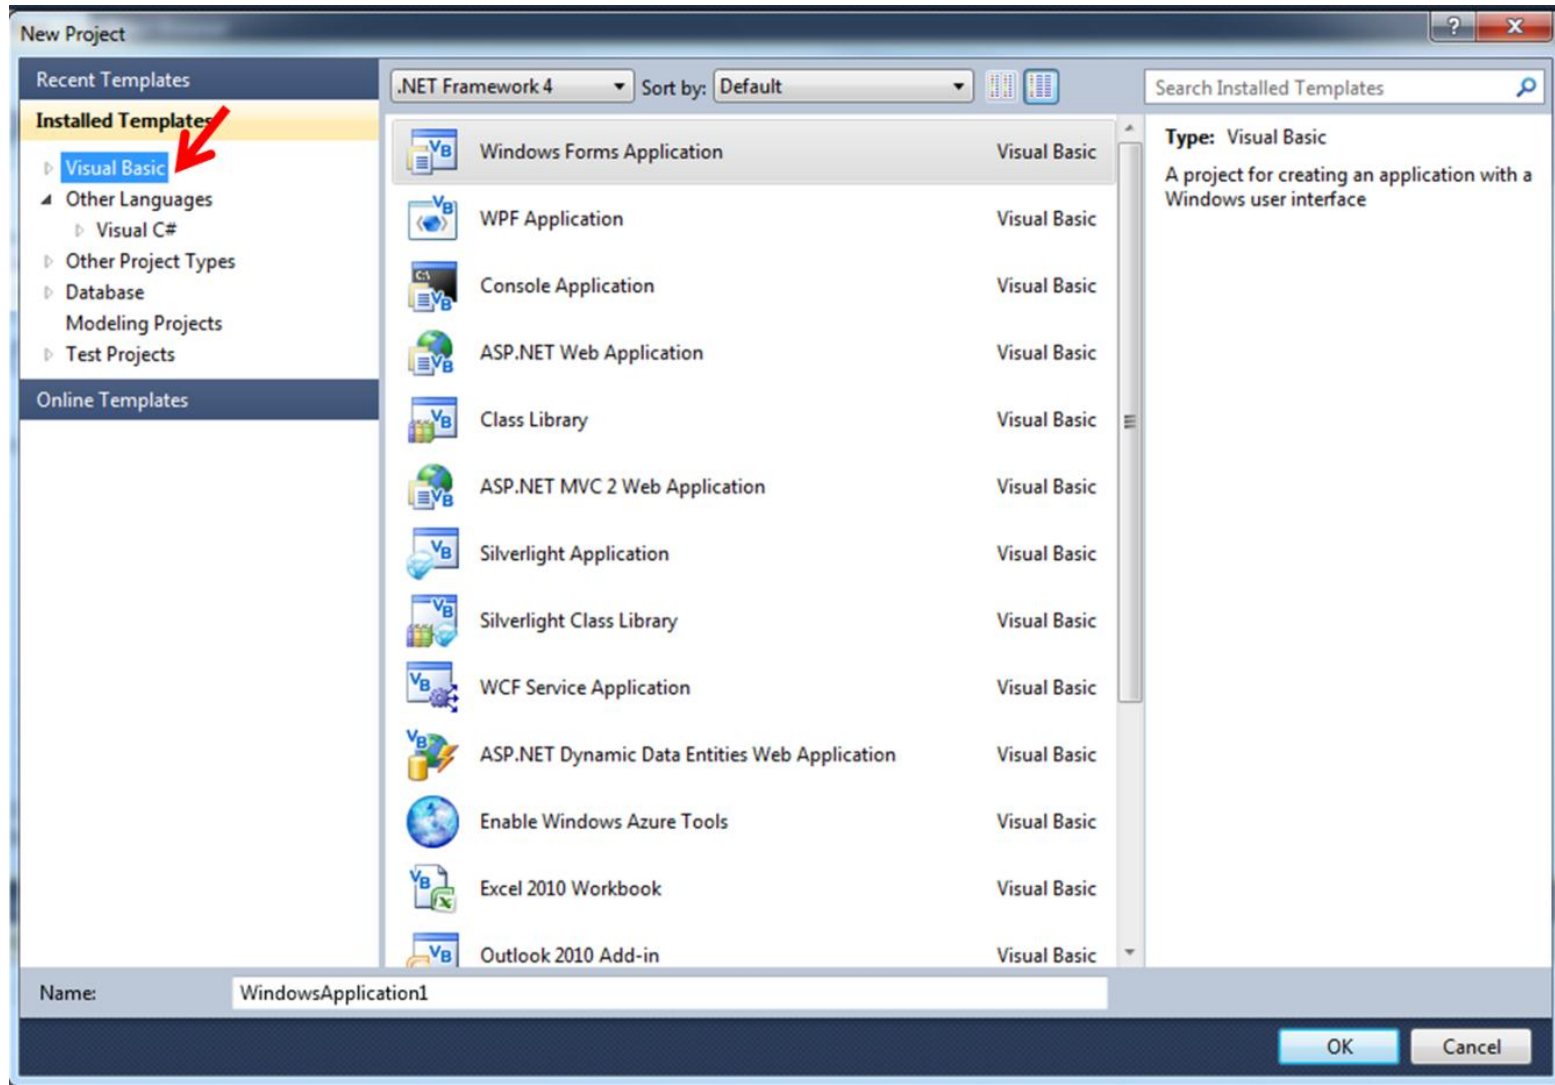 New Project
Recent Templates
.NET Framework 4 Sort by: Default
Search Installed Templates
Installed Templates
Visual Basic
Other Languages
Visual C#
Other Project Types
Database
Modeling Projects
Test Projects
Online Templates
Windows Forms Application Visual Basic
WPF Application Visual Basic
Console Application Visual Basic
ASP.NET Web Application Visual Basic
Class Library Visual Basic
ASP.NET MVC 2 Web Application Visual Basic
Silverlight Application Visual Basic
Silverlight Class Library Visual Basic
WCF Service Application Visual Basic
ASP.NET Dynamic Data Entities Web Application Visual Basic
Enable Windows Azure Tools Visual Basic
Excel 2010 Workbook Visual Basic
Outlook 2010 Add-in Visual Basic
Type: Visual Basic
A project for creating an application with a
Windows user interface
Name: WindowsApplication1
OK Cancel